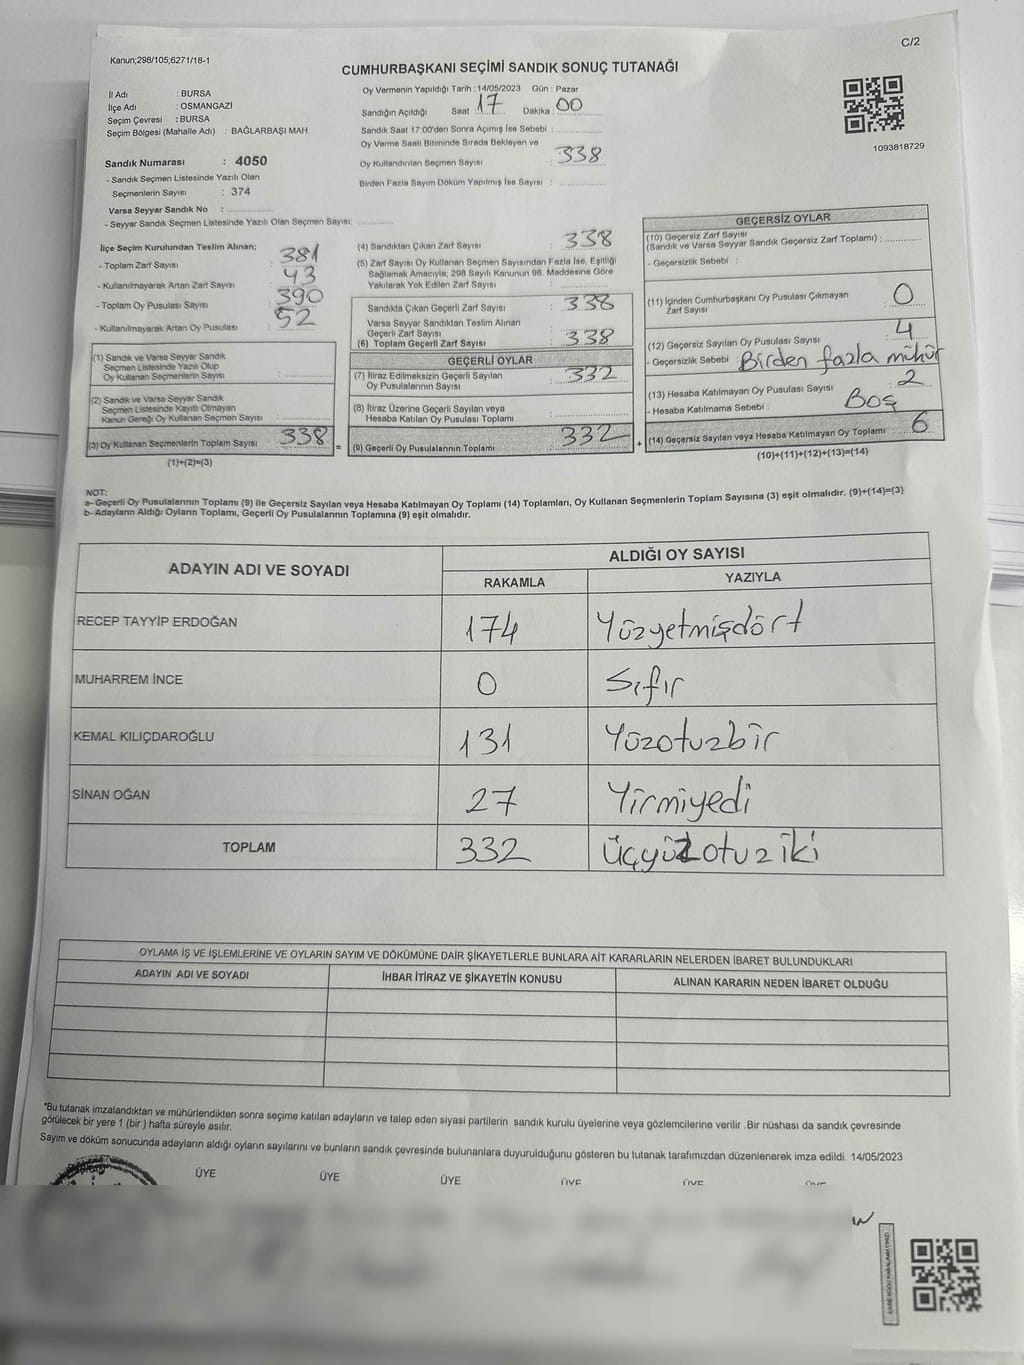 C/2
Kanun;298/105;6271/18-1
CUMHURBAŞKANI SEÇİMİ SANDIK SONUÇ TUTANAĞI
İl Adı : BURSA
İlçe Adı : OSMANGAZİ
Seçim Çevresi : BURSA
Seçim Bölgesi (Mahalle Adı) : BAĞLARBAŞI MAH.
Sandık Numarası : 4050
- Sandık Seçmen Listesinde Yazılı Olan
Seçmenlerin Sayısı : 374
Varsa Seyyar Sandık No :
- Seyyar Sandık Seçmen Listesinde Yazılı Olan Seçmen Sayısı:
Oy Vermenin Yapıldığı Tarih : 14/05/2023 Gün : Pazar
Sandığın Açıldığı Saat : 17 Dakika : 00
Sandık Saat 17:00'den Sonra Açımış İse Sebebi :
Oy Verme Saati Bitiminde Sırada Bekleyen ve
Oy Kullandırılan Seçmen Sayısı : 338
Birden Fazla Sayım Döküm Yapılmış İse Sayısı :
1093818729
İlçe Seçim Kurulundan Teslim Alınan;
- Toplam Zarf Sayısı : 381
- Kullanılmayarak Artan Zarf Sayısı : 43
- Toplam Oy Pusulası Sayısı : 390
- Kullanılmayarak Artan Oy Pusulası : 52
(1) Sandık ve Varsa Seyyar Sandık
Seçmen Listesinde Yazılı Olup
Oy Kullanan Seçmenlerin Sayısı :
(2) Sandık ve Varsa Seyyar Sandık
Seçmen Listesinde Kayıtlı Olmayan
Kanun Gereği Oy Kullanan Seçmen Sayısı :
(3) Oy Kullanan Seçmenlerin Toplam Sayısı : 338
(1)+(2)=(3)
(4) Sandıktan Çıkan Zarf Sayısı : 338
(5) Zarf Sayısı Oy Kullanan Seçmen Sayısından Fazla İse, Eşitliği
Sağlamak Amacıyla; 298 Sayılı Kanunun 98. Maddesine Göre
Yakılarak Yok Edilen Zarf Sayısı :
Sandıkta Çıkan Geçerli Zarf Sayısı : 338
Varsa Seyyar Sandıktan Teslim Alınan
Geçerli Zarf Sayısı :
(6) Toplam Geçerli Zarf Sayısı : 338
GEÇERLİ OYLAR
(7) İtiraz Edilmeksizin Geçerli Sayılan
Oy Pusulalarının Sayısı : 332
(8) İtiraz Üzerine Geçerli Sayılan veya
Hesaba Katılan Oy Pusulası Toplamı :
(9) Geçerli Oy Pusulalarının Toplamı : 332
= +
GEÇERSİZ OYLAR
(10) Geçersiz Zarf Sayısı
(Sandık ve Varsa Seyyar Sandık Geçersiz Zarf Toplamı) :
- Geçersizlik Sebebi :
(11) İçinden Cumhurbaşkanı Oy Pusulası Çıkmayan
Zarf Sayısı : 0
(12) Geçersiz Sayılan Oy Pusulası Sayısı : 4
- Geçersizlik Sebebi : Birden fazla mühür
(13) Hesaba Katılmayan Oy Pusulası Sayısı : 2
- Hesaba Katılmama Sebebi : Boş
(14) Geçersiz Sayılan veya Hesaba Katılmayan Oy Toplamı : 6
(10)+(11)+(12)+(13)=(14)
NOT:
a- Geçerli Oy Pusulalarının Toplamı (9) ile Geçersiz Sayılan veya Hesaba Katılmayan Oy Toplamı (14) Toplamları, Oy Kullanan Seçmenlerin Toplam Sayısına (3) eşit olmalıdır. (9)+(14)=(3)
b- Adayların Aldığı Oyların Toplamı, Geçerli Oy Pusulalarının Toplamına (9) eşit olmalıdır.
ADAYIN ADI VE SOYADI ALDIĞI OY SAYISI
RAKAMLA YAZIYLA
RECEP TAYYİP ERDOĞAN 174 Yüzyetmişdört
MUHARREM İNCE 0 Sıfır
KEMAL KILIÇDAROĞLU 131 Yüzotuzbir
SİNAN OĞAN 27 Yirmiyedi
TOPLAM 332 Üçyüzotuziki
OYLAMA İŞ VE İŞLEMLERİNE VE OYLARIN SAYIM VE DÖKÜMÜNE DAİR ŞİKAYETLERLE BUNLARA AİT KARARLARIN NELERDEN İBARET BULUNDUKLARI
ADAYIN ADI VE SOYADI İHBAR İTİRAZ VE ŞİKAYETİN KONUSU ALINAN KARARIN NEDEN İBARET OLDUĞU
*Bu tutanak imzalandıktan ve mühürlendikten sonra seçime katılan adayların ve talep eden siyasi partilerin sandık kurulu üyelerine veya gözlemcilerine verilir .Bir nüshası da sandık çevresinde
görülecek bir yere 1 (bir ) hafta süreyle asılır.
Sayım ve döküm sonucunda adayların aldığı oyların sayılarını ve bunların sandık çevresinde bulunanlara duyurulduğunu gösteren bu tutanak tarafımızdan düzenlenerek imza edildi. 14/05/2023
ÜYE ÜYE ÜYE ÜYE ÜYE ÜYE